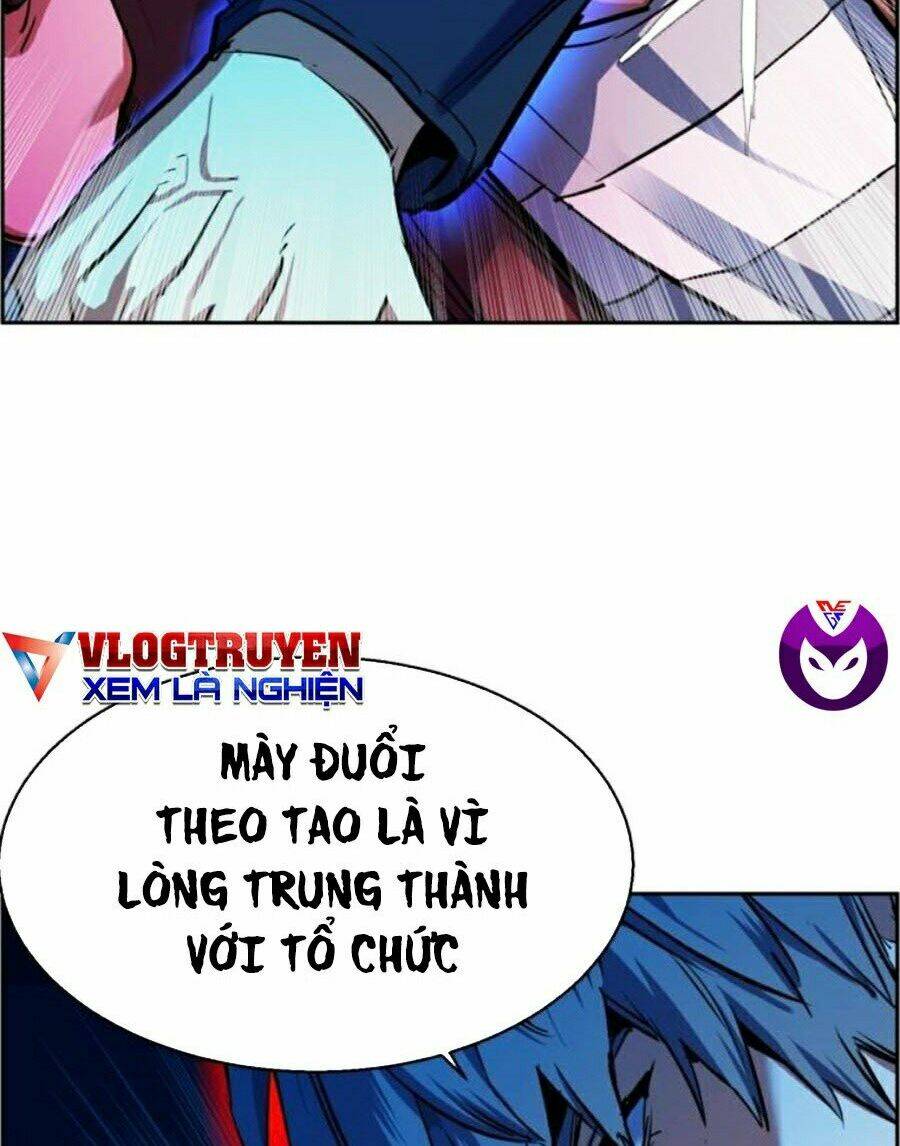 VLOGTRUYEN
XEM LÀ NGHIỆN
MÀY ĐUỔI
THEO TAO LÀ VÌ
LÒNG TRUNG THÀNH
VỚI TỔ CHỨC